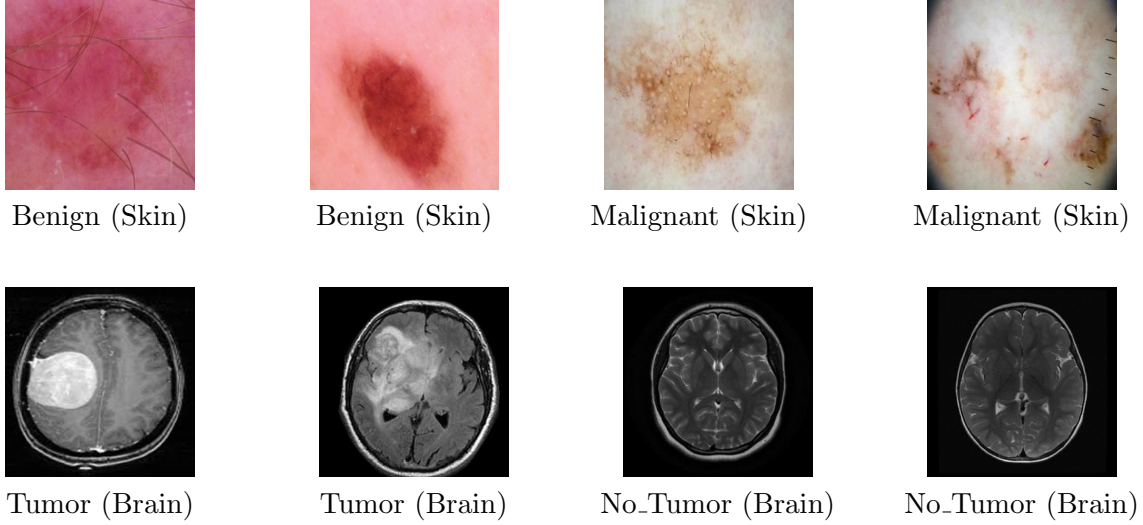 Benign (Skin)
Benign (Skin)
Malignant (Skin)
Malignant (Skin)
Tumor (Brain)
Tumor (Brain)
No_Tumor (Brain)
No_Tumor (Brain)